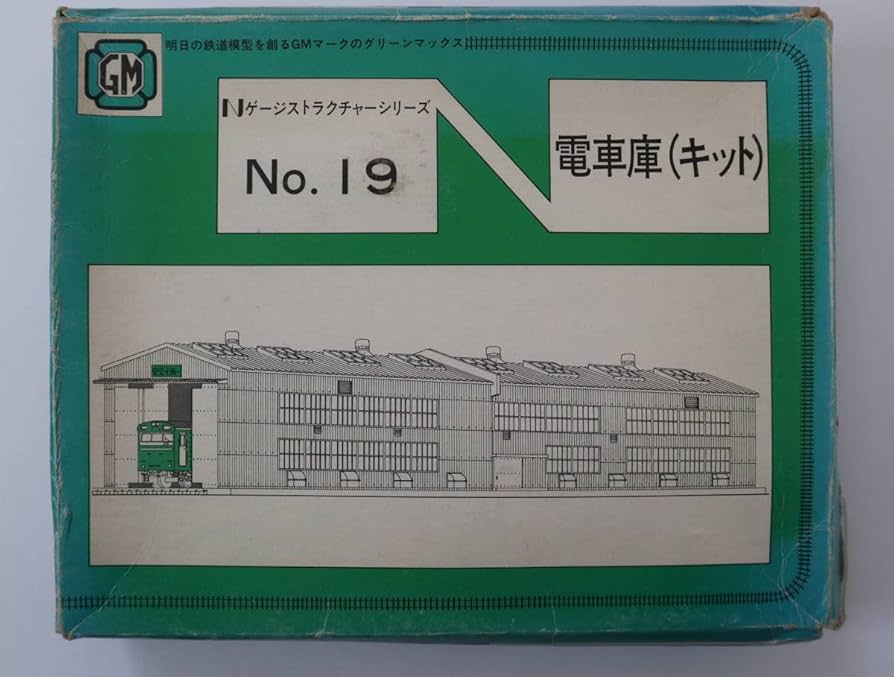 GM
明日の鉄道模型を創るGMマークのグリーンマックス
Nゲージストラクチャーシリーズ
No. 19
電車庫(キット)